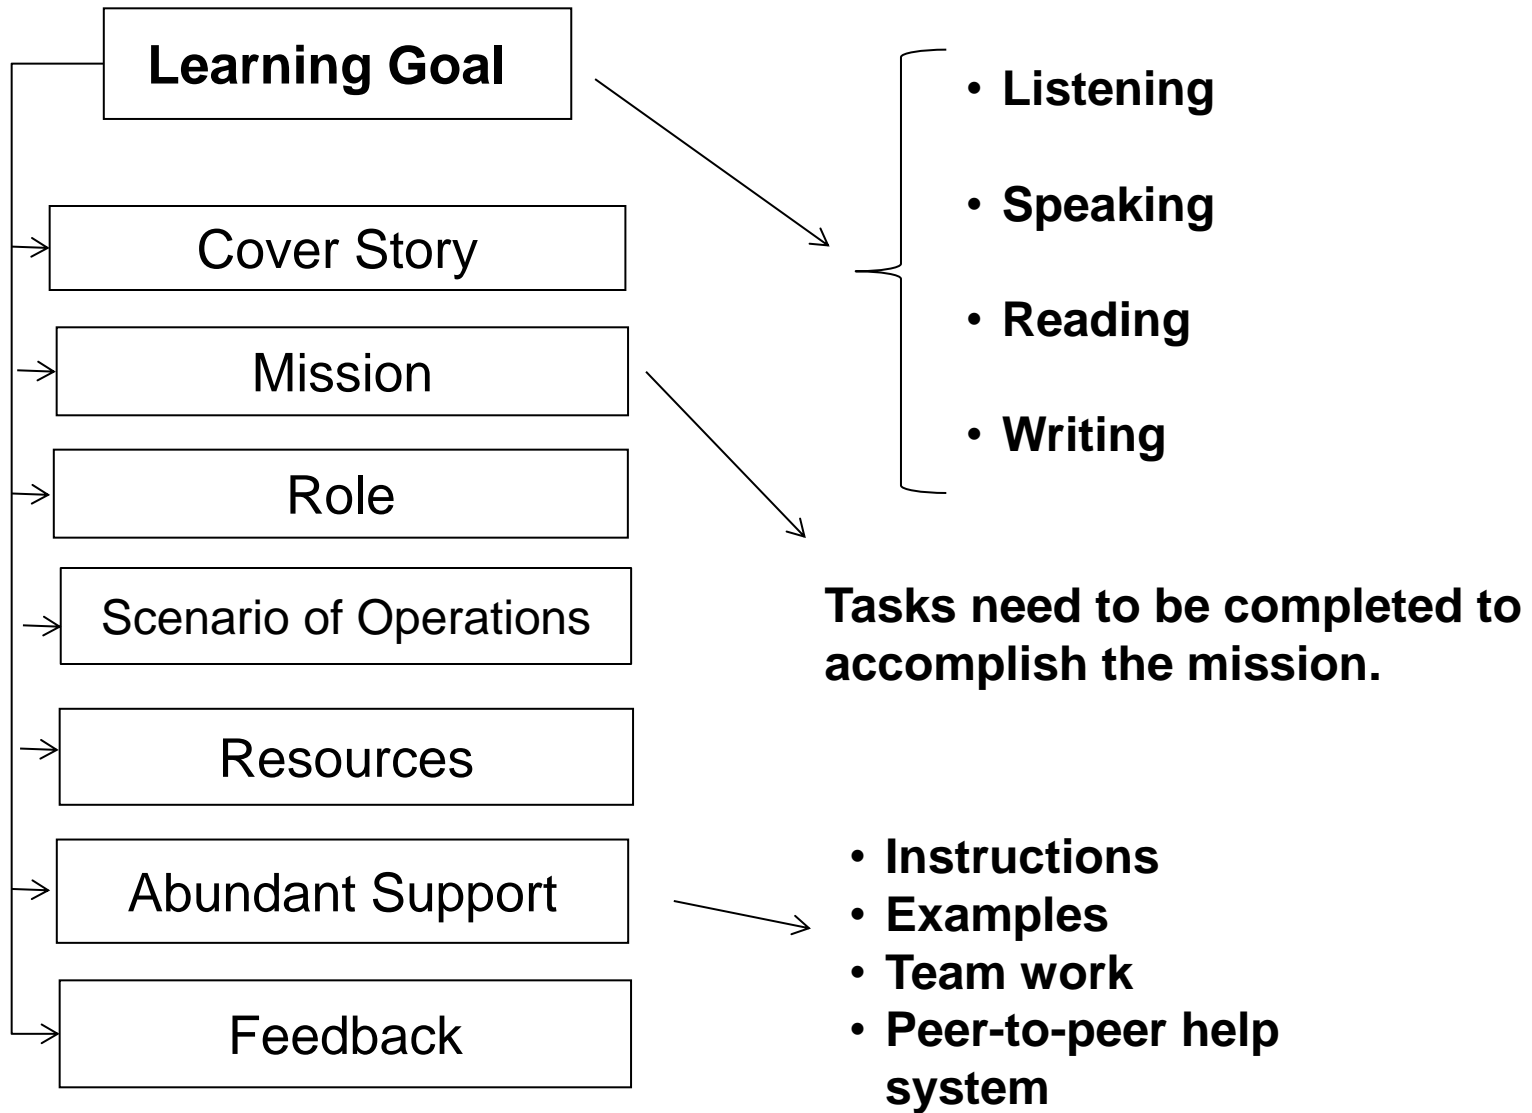 Learning Goal
Cover Story
Mission
Role
Scenario of Operations
Resources
Abundant Support
Feedback
• Listening
• Speaking
• Reading
• Writing
Tasks need to be completed to
accomplish the mission.
• Instructions
• Examples
• Team work
• Peer-to-peer help
system